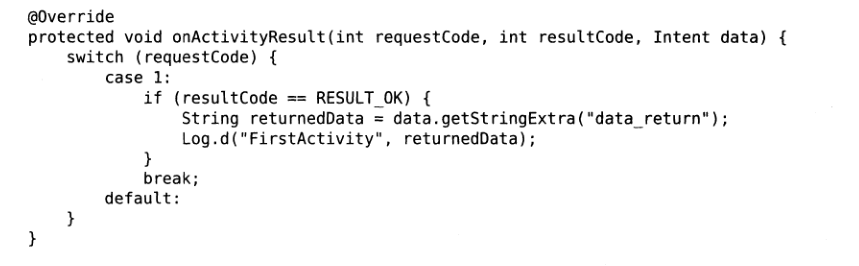 @Override
protected void onActivityResult(int requestCode, int resultCode, Intent data) {
    switch (requestCode) {
        case 1:
            if (resultCode == RESULT_OK) {
                String returnedData = data.getStringExtra("data_return");
                Log.d("FirstActivity", returnedData);
            }
            break;
        default:
    }
}